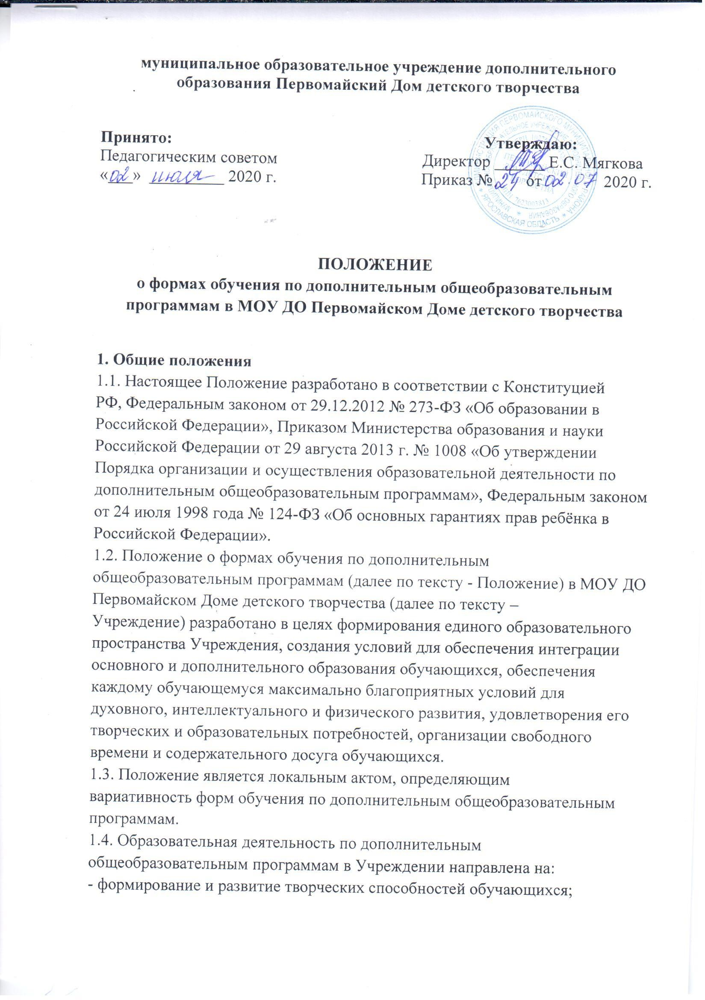 муниципальное образовательное учреждение дополнительного
образования Первомайский Дом детского творчества
Принято:
Педагогическим советом
«02» июля 2020 г.
Утверждаю:
Директор Е.С. Мягкова
Приказ № 24 от 02.07 2020 г.
ЯРОСЛАВСКАЯ ОБЛАСТЬ
ПОЛОЖЕНИЕ
о формах обучения по дополнительным общеобразовательным
программам в МОУ ДО Первомайском Доме детского творчества
1. Общие положения
1.1. Настоящее Положение разработано в соответствии с Конституцией
РФ, Федеральным законом от 29.12.2012 № 273-ФЗ «Об образовании в
Российской Федерации», Приказом Министерства образования и науки
Российской Федерации от 29 августа 2013 г. № 1008 «Об утверждении
Порядка организации и осуществления образовательной деятельности по
дополнительным общеобразовательным программам», Федеральным законом
от 24 июля 1998 года № 124-ФЗ «Об основных гарантиях прав ребёнка в
Российской Федерации».
1.2. Положение о формах обучения по дополнительным
общеобразовательным программам (далее по тексту - Положение) в МОУ ДО
Первомайском Доме детского творчества (далее по тексту –
Учреждение) разработано в целях формирования единого образовательного
пространства Учреждения, создания условий для обеспечения интеграции
основного и дополнительного образования обучающихся, обеспечения
каждому обучающемуся максимально благоприятных условий для
духовного, интеллектуального и физического развития, удовлетворения его
творческих и образовательных потребностей, организации свободного
времени и содержательного досуга обучающихся.
1.3. Положение является локальным актом, определяющим
вариативность форм обучения по дополнительным общеобразовательным
программам.
1.4. Образовательная деятельность по дополнительным
общеобразовательным программам в Учреждении направлена на:
- формирование и развитие творческих способностей обучающихся;